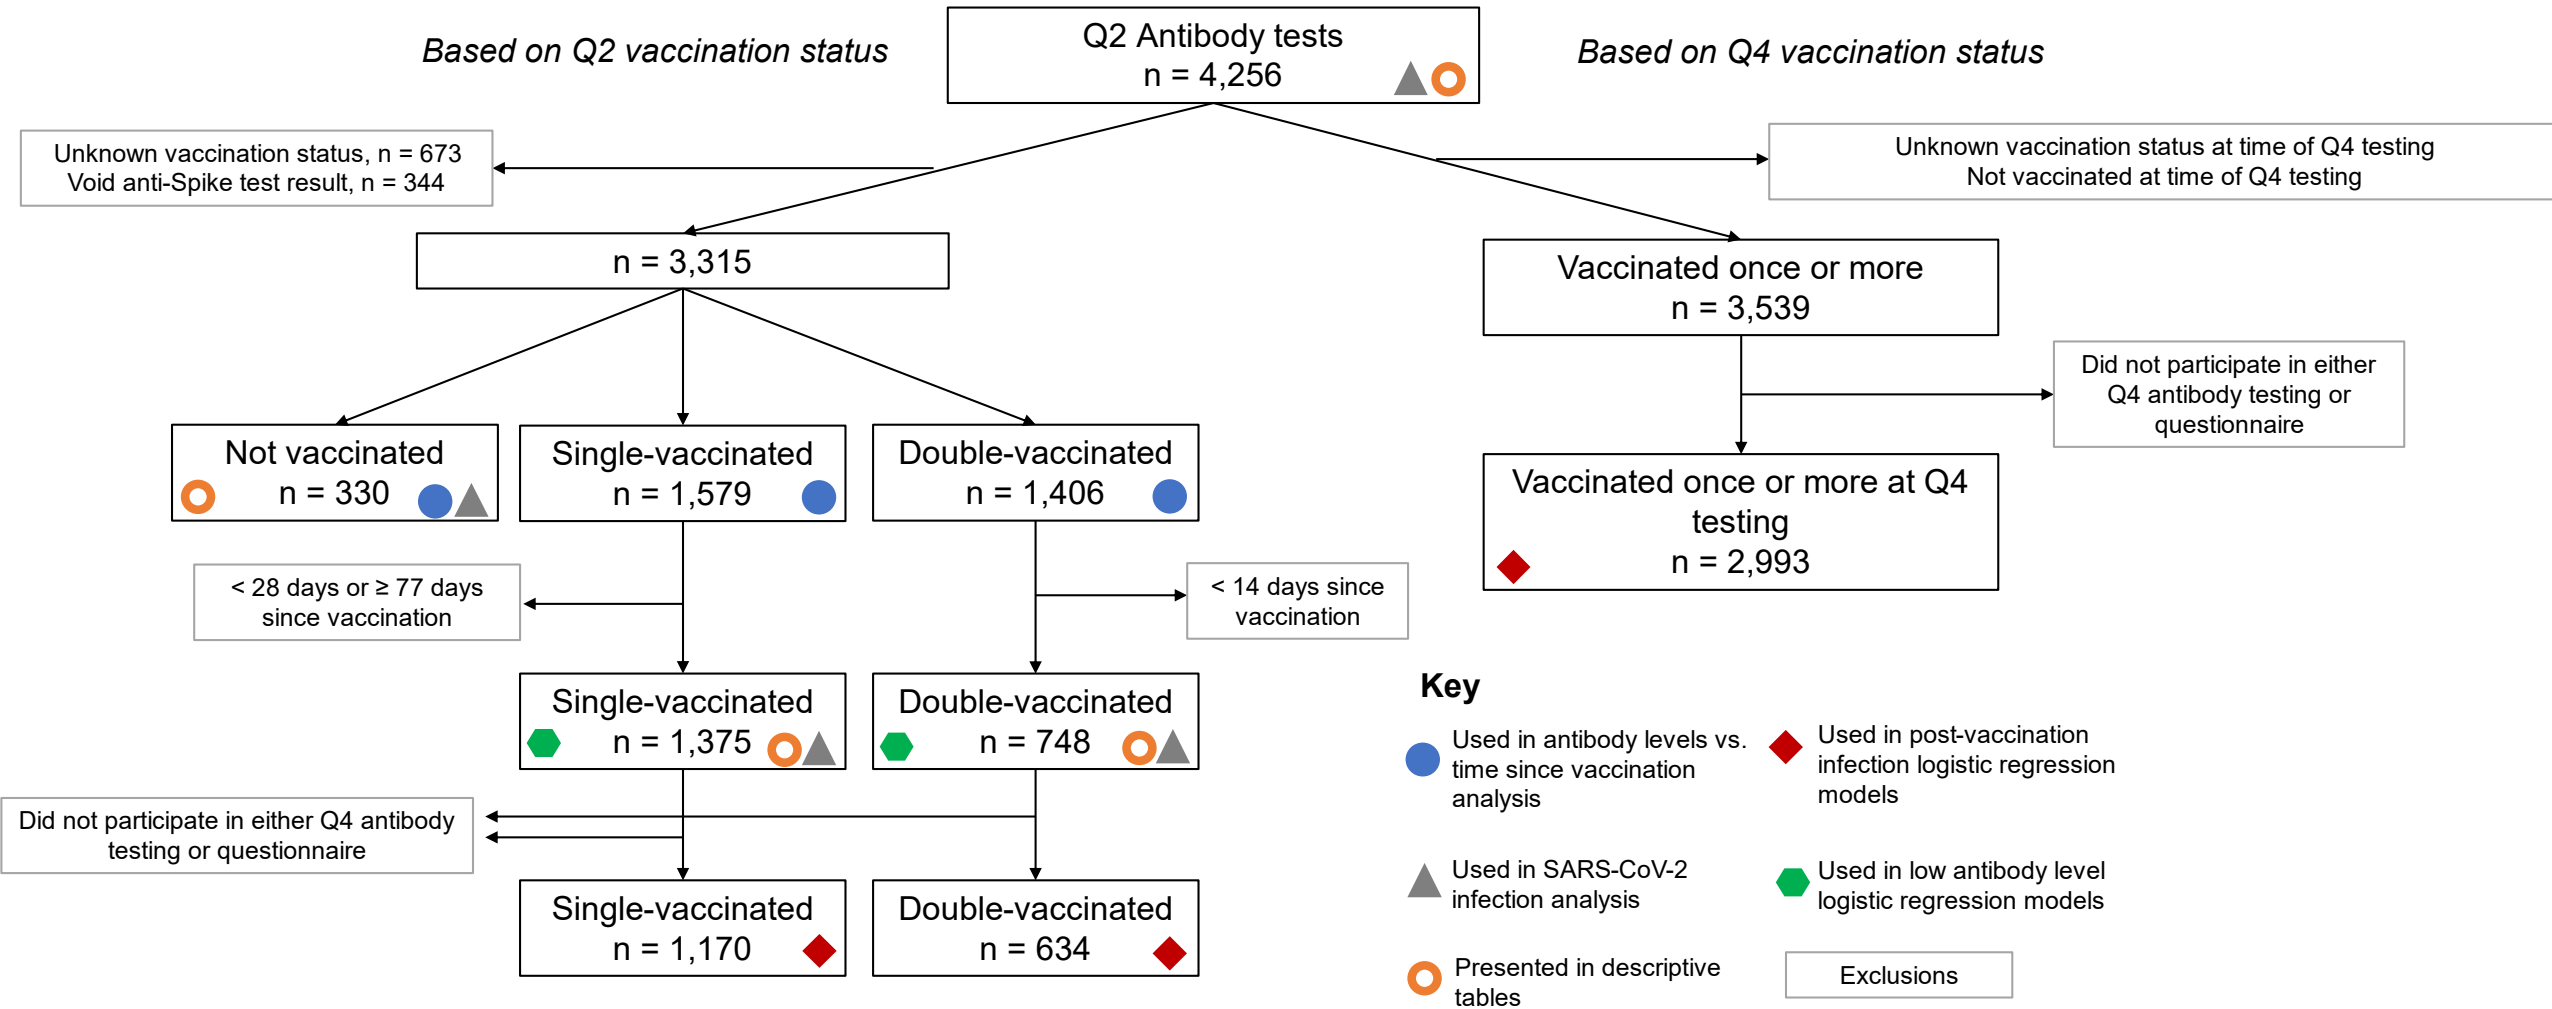 Based on Q2 vaccination status
Q2 Antibody tests
n = 4,256
Based on Q4 vaccination status
Unknown vaccination status, n = 673
Void anti-Spike test result, n = 344
Unknown vaccination status at time of Q4 testing
Not vaccinated at time of Q4 testing
n = 3,315
Vaccinated once or more
n = 3,539
Did not participate in either
Q4 antibody testing or
questionnaire
Not vaccinated
n = 330
Single-vaccinated
n = 1,579
Double-vaccinated
n = 1,406
Vaccinated once or more at Q4
testing
n = 2,993
< 28 days or ≥ 77 days
since vaccination
< 14 days since
vaccination
Single-vaccinated
n = 1,375
Double-vaccinated
n = 748
Did not participate in either Q4 antibody
testing or questionnaire
Single-vaccinated
n = 1,170
Double-vaccinated
n = 634
Key
Used in antibody levels vs.
time since vaccination
analysis
Used in post-vaccination
infection logistic regression
models
Used in SARS-CoV-2
infection analysis
Used in low antibody level
logistic regression models
Presented in descriptive
tables
Exclusions